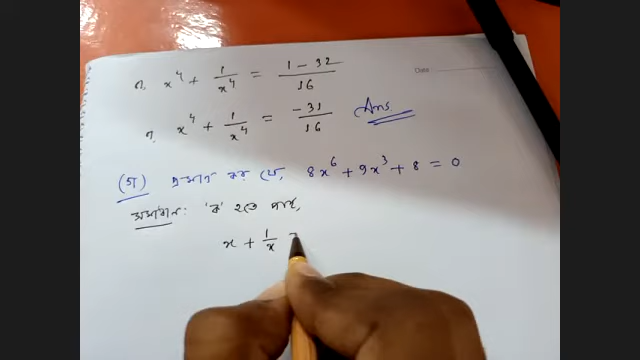 বা, x⁴ + 1/x⁴ = (1 - 32)/16
বা, x⁴ + 1/x⁴ = -31/16 Ans
(গ) প্রমাণ কর যে, 8x⁶ + 9x³ + 8 = 0
সমাধান: 'ক' হতে পাই,
x + 1/x